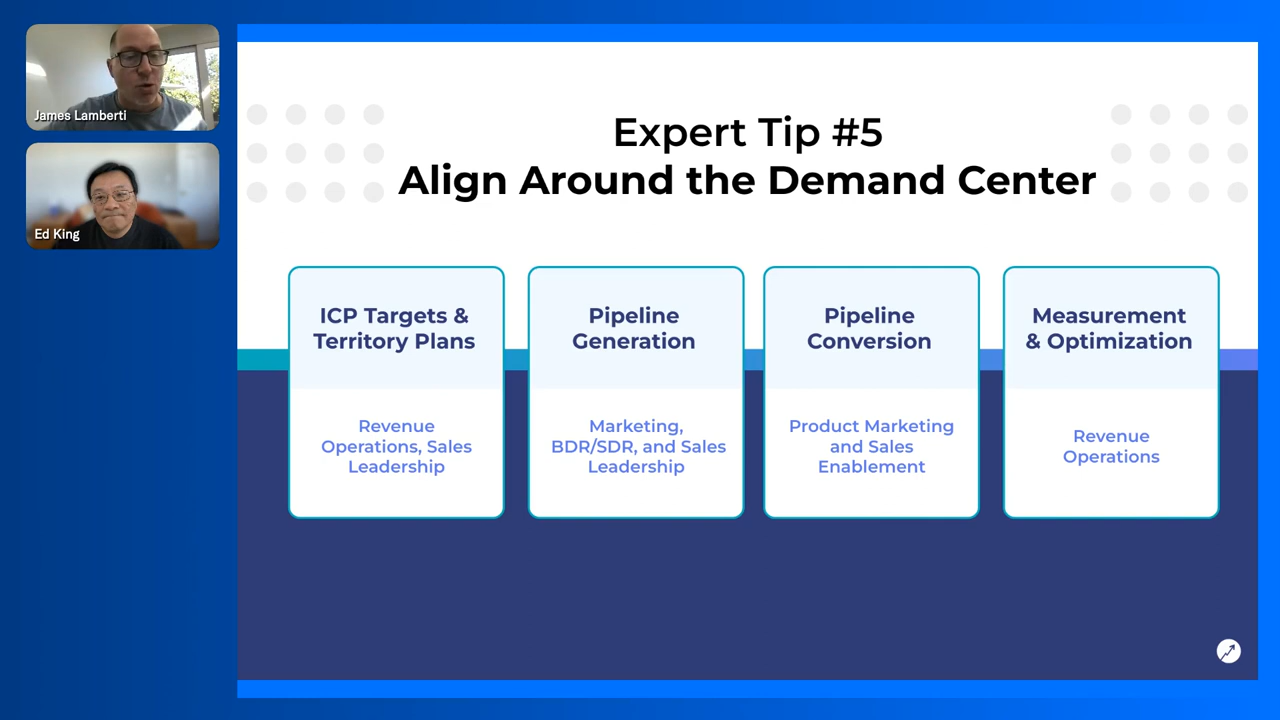 James Lamberti
Ed King
Expert Tip #5
Align Around the Demand Center
ICP Targets &
Territory Plans
Revenue
Operations, Sales
Leadership
Pipeline
Generation
Marketing,
BDR/SDR, and Sales
Leadership
Pipeline
Conversion
Product Marketing
and Sales
Enablement
Measurement
& Optimization
Revenue
Operations